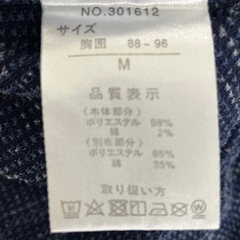 NO.301612
サイズ
胸囲 88-96
M
品質表示
(本体部分)
ポリエステル 98%
綿 2%
(別布部分)
ポリエステル 65%
綿 35%
取り扱い方